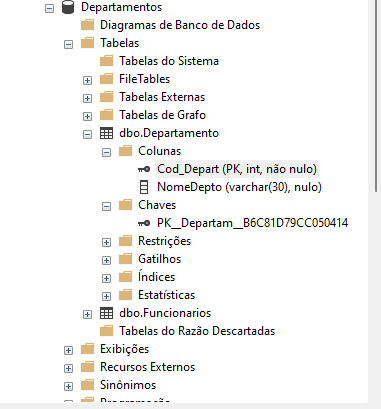 Departamentos
Diagramas de Banco de Dados
Tabelas
Tabelas do Sistema
FileTables
Tabelas Externas
Tabelas de Grafo
dbo.Departamento
Colunas
Cod_Depart (PK, int, não nulo)
NomeDepto (varchar(30), nulo)
Chaves
PK__Departam__B6C81D79CC050414
Restrições
Gatilhos
Índices
Estatísticas
dbo.Funcionarios
Tabelas do Razão Descartadas
Exibições
Recursos Externos
Sinônimos
Programação